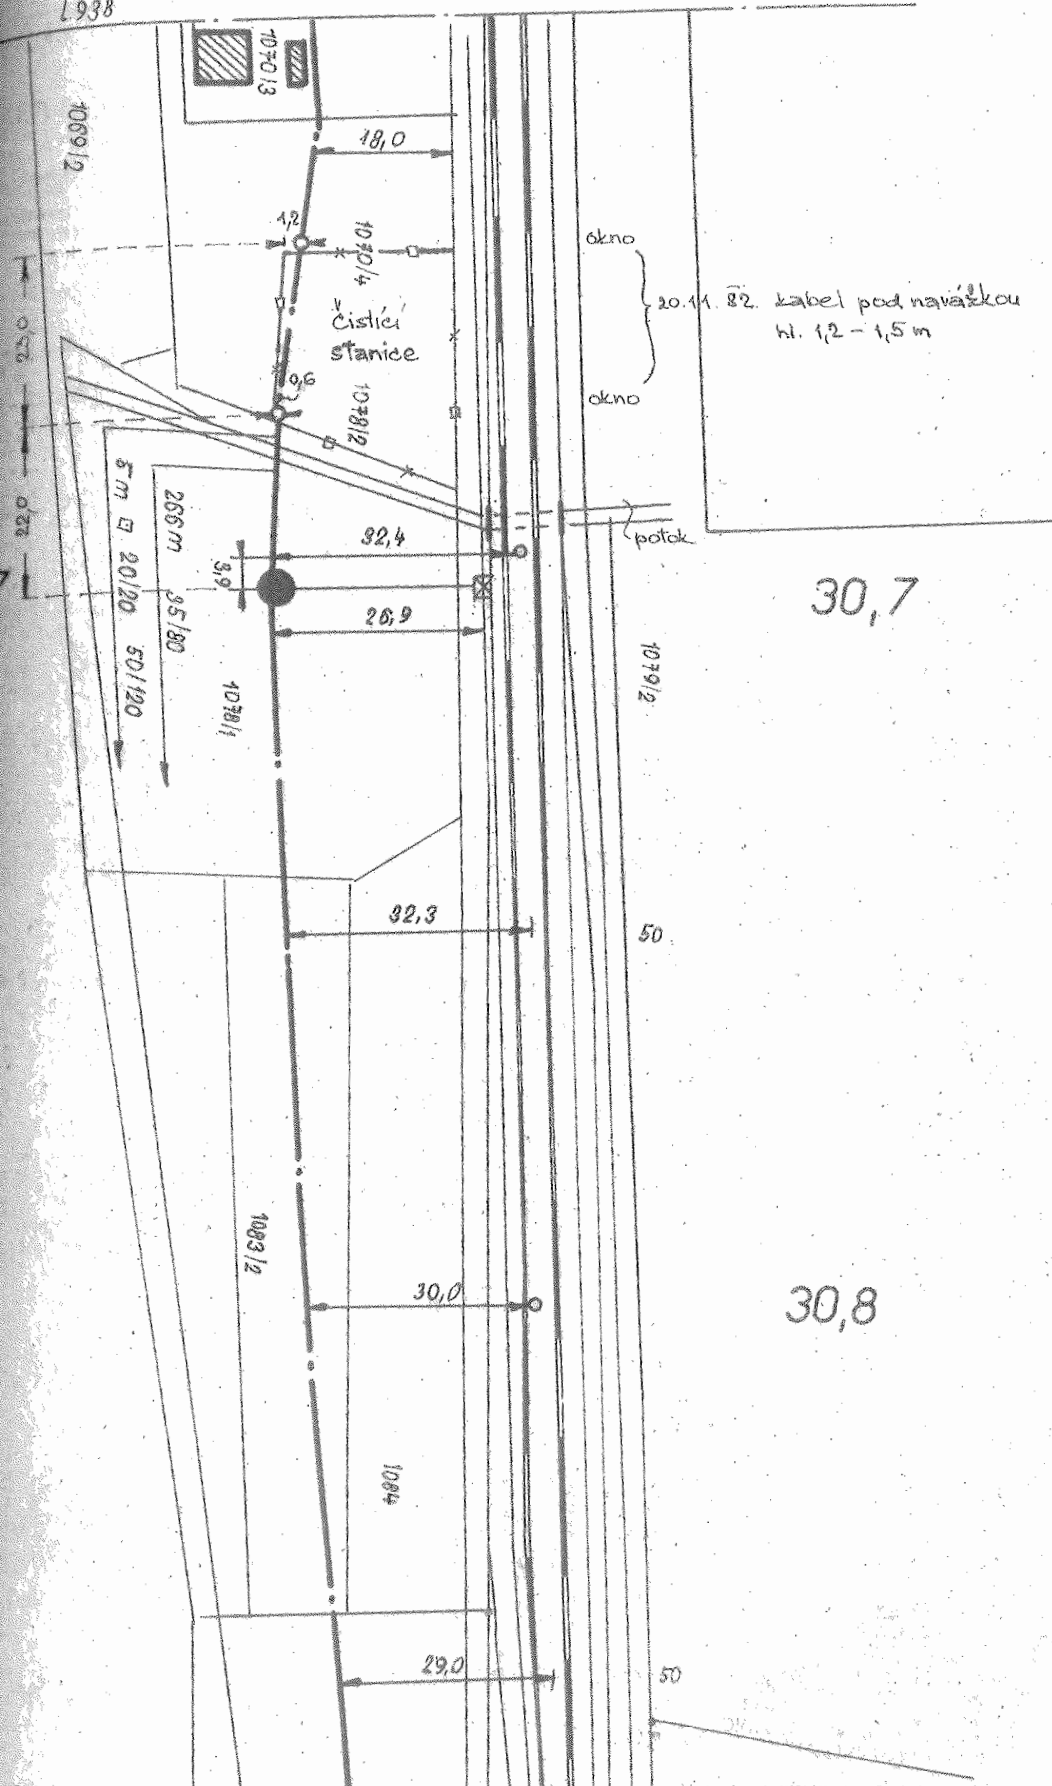 1069/2
1070/3
18,0
1,2
1070/4
čistící
stanice
okno
20.11.82. kabel pod navážkou
hl. 1,2 - 1,5 m
okno
0,6
1078/2
22,0
5 m 20/20 50/120
266 m 35/80
32,4
3,9
26,9
potok
30,7
1079/2
1078/1
32,3
50
1083/2
30,0
30,8
1084
29,0
50